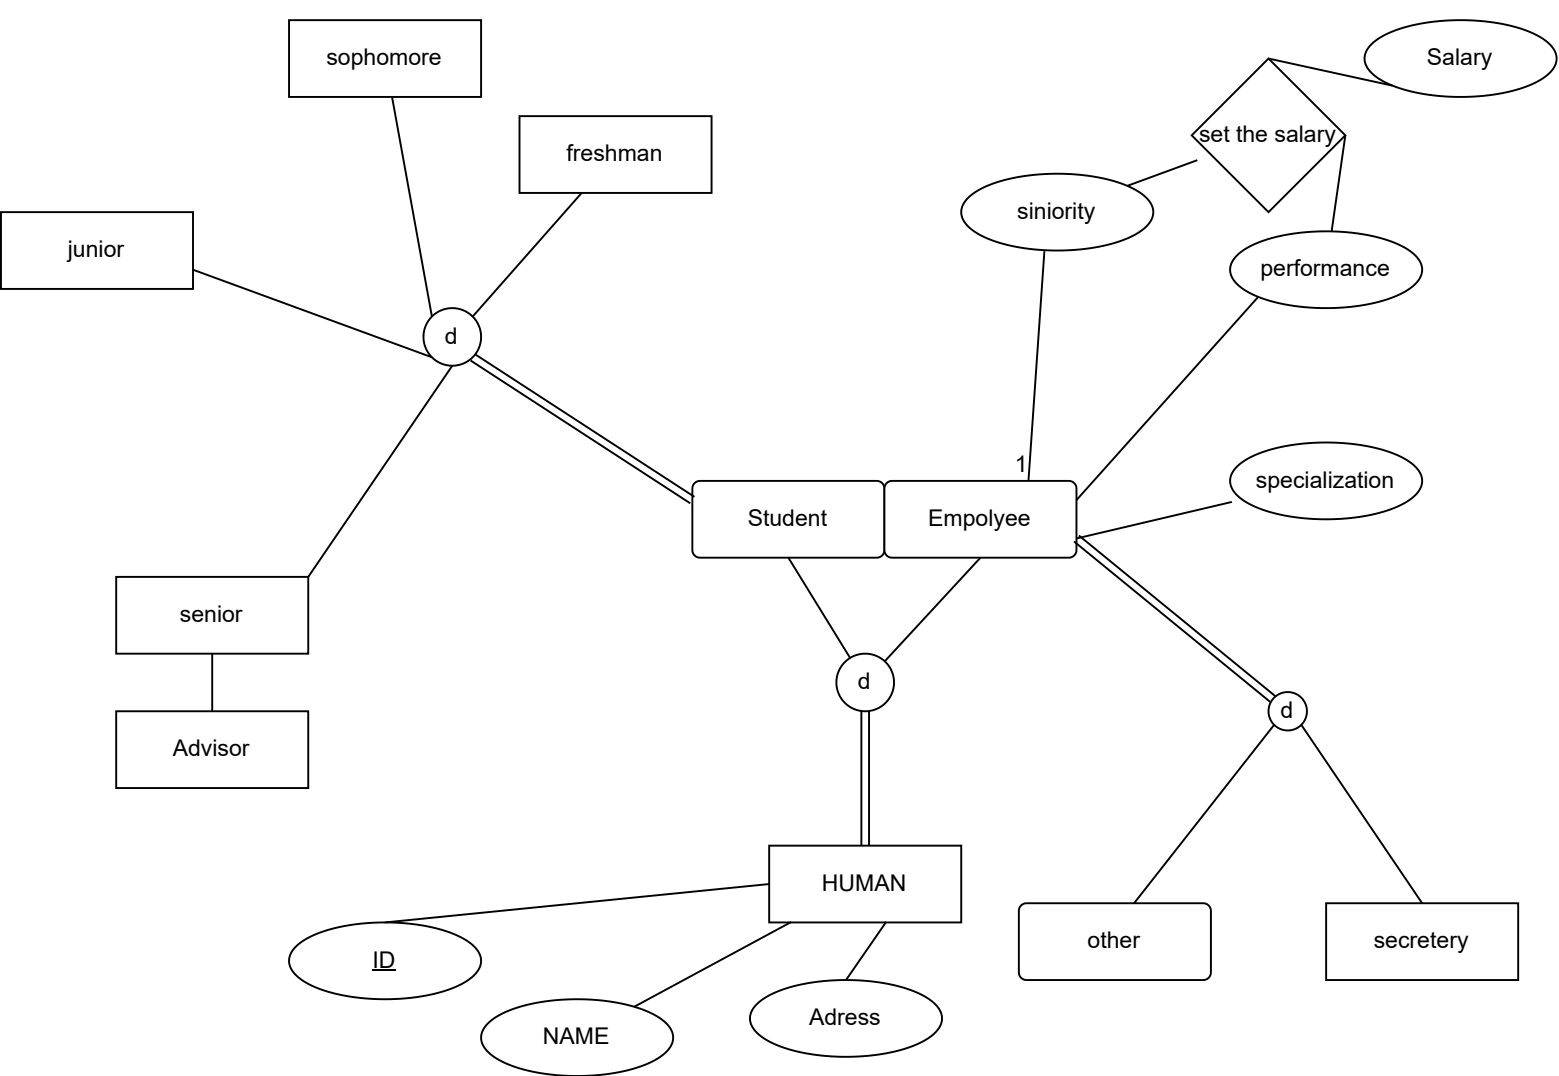 sophomore
Salary
set the salary
freshman
siniority
junior
performance
d
1
specialization
Student
Empolyee
senior
d
d
Advisor
HUMAN
other
secretery
ID
Adress
NAME